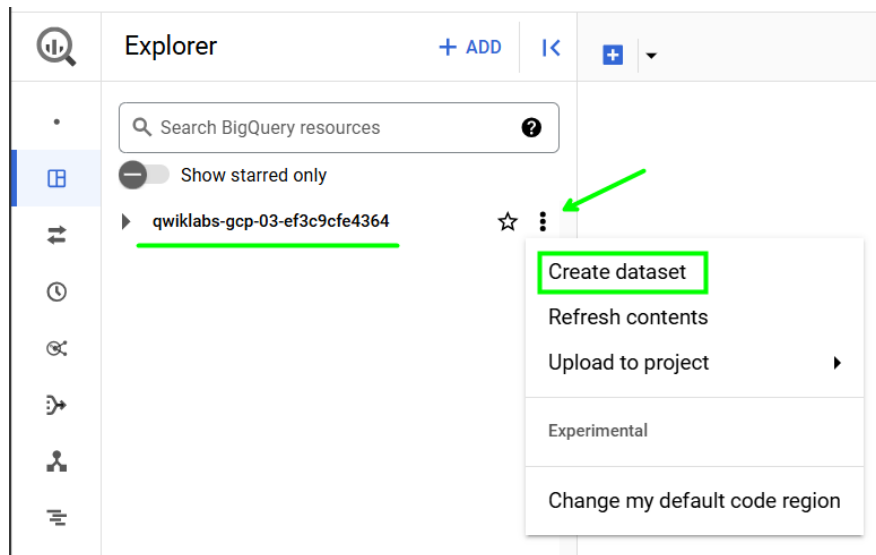 Explorer
+ ADD
Search BigQuery resources
Show starred only
qwiklabs-gcp-03-ef3c9cfe4364
Create dataset
Refresh contents
Upload to project
Experimental
Change my default code region